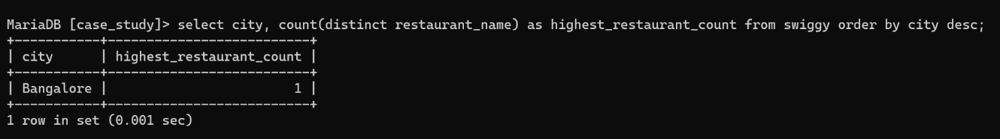 MariaDB [case_study]> select city, count(distinct restaurant_name) as highest_restaurant_count from swiggy order by city desc;
+-----------+--------------------------+
| city      | highest_restaurant_count |
+-----------+--------------------------+
| Bangalore |                        1 |
+-----------+--------------------------+
1 row in set (0.001 sec)